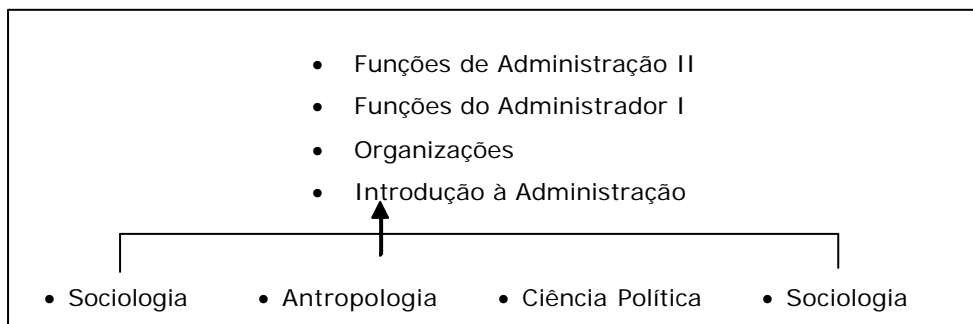 • Funções de Administração II
• Funções do Administrador I
• Organizações
• Introdução à Administração
• Sociologia • Antropologia • Ciência Política • Sociologia